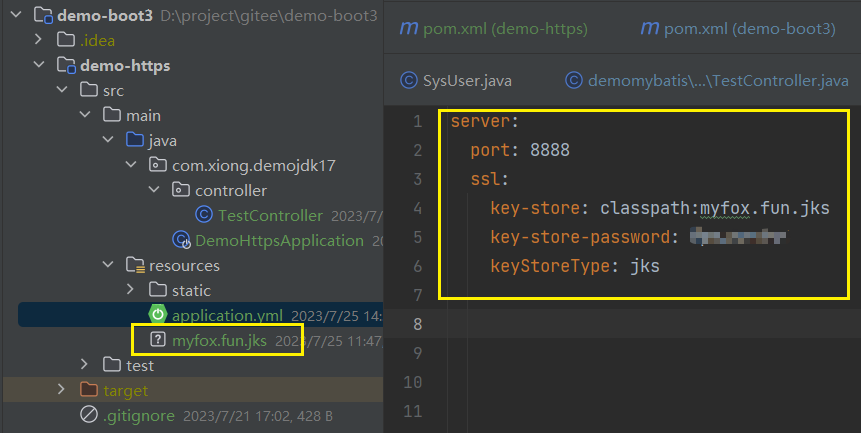 demo-boot3 D:\project\gitee\demo-boot3
.idea
demo-https
src
main
java
com.xiong.demojdk17
controller
TestController 2023/7/
DemoHttpsApplication 20
resources
static
application.yml 2023/7/25 14:
myfox.fun.jks 2023/7/25 11:47,
test
target
.gitignore 2023/7/21 17:02, 428 B
pom.xml (demo-https) pom.xml (demo-boot3)
SysUser.java demomybatis\...\TestController.java
1 server:
2 port: 8888
3 ssl:
4 key-store: classpath:myfox.fun.jks
5 key-store-password:
6 keyStoreType: jks
7
8
9
10
11